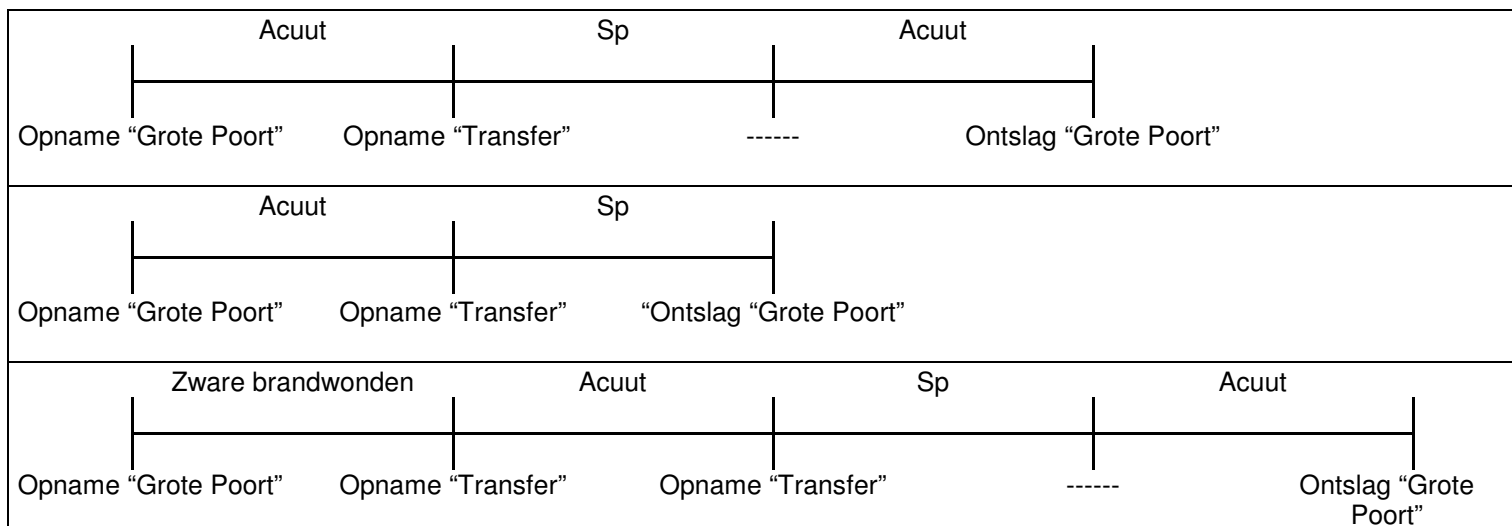 Acuut Sp Acuut
Opname “Grote Poort” Opname “Transfer” ------ Ontslag “Grote Poort”
Acuut Sp
Opname “Grote Poort” Opname “Transfer” “Ontslag “Grote Poort”
Zware brandwonden Acuut Sp Acuut
Opname “Grote Poort” Opname “Transfer” Opname “Transfer” ------ Ontslag “Grote
Poort”